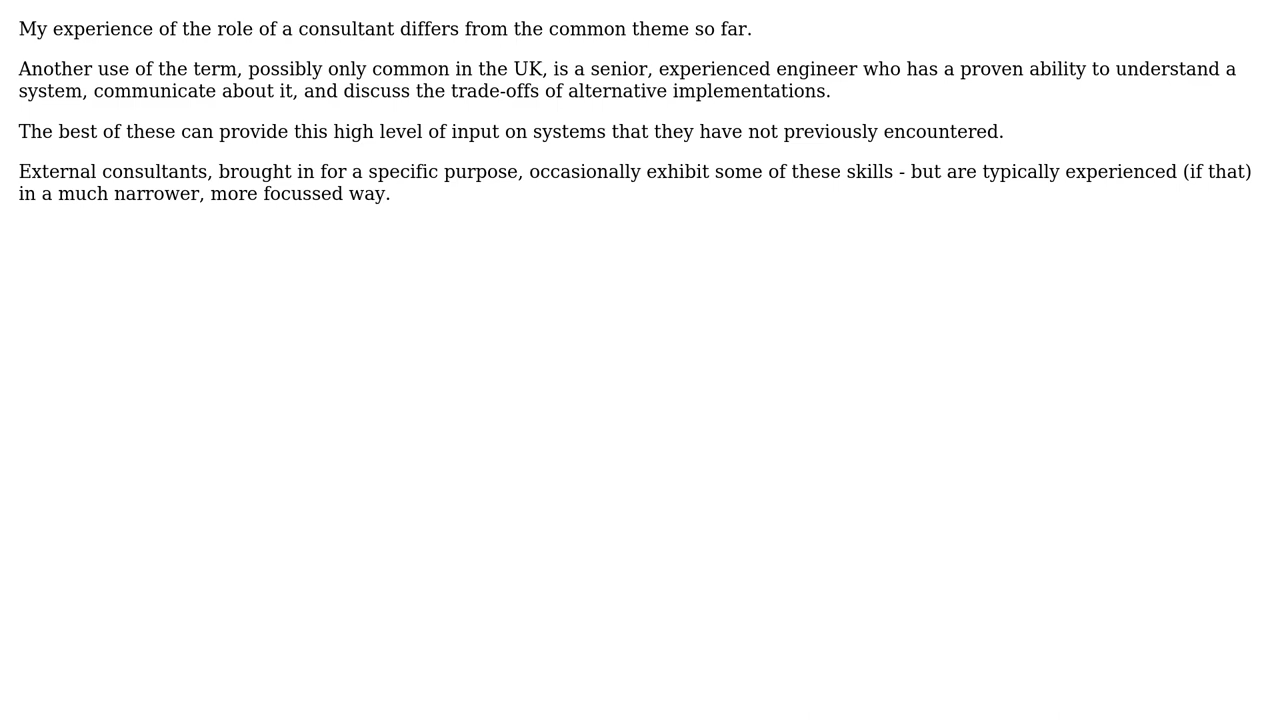 My experience of the role of a consultant differs from the common theme so far.
Another use of the term, possibly only common in the UK, is a senior, experienced engineer who has a proven ability to understand a
system, communicate about it, and discuss the trade-offs of alternative implementations.
The best of these can provide this high level of input on systems that they have not previously encountered.
External consultants, brought in for a specific purpose, occasionally exhibit some of these skills - but are typically experienced (if that)
in a much narrower, more focussed way.